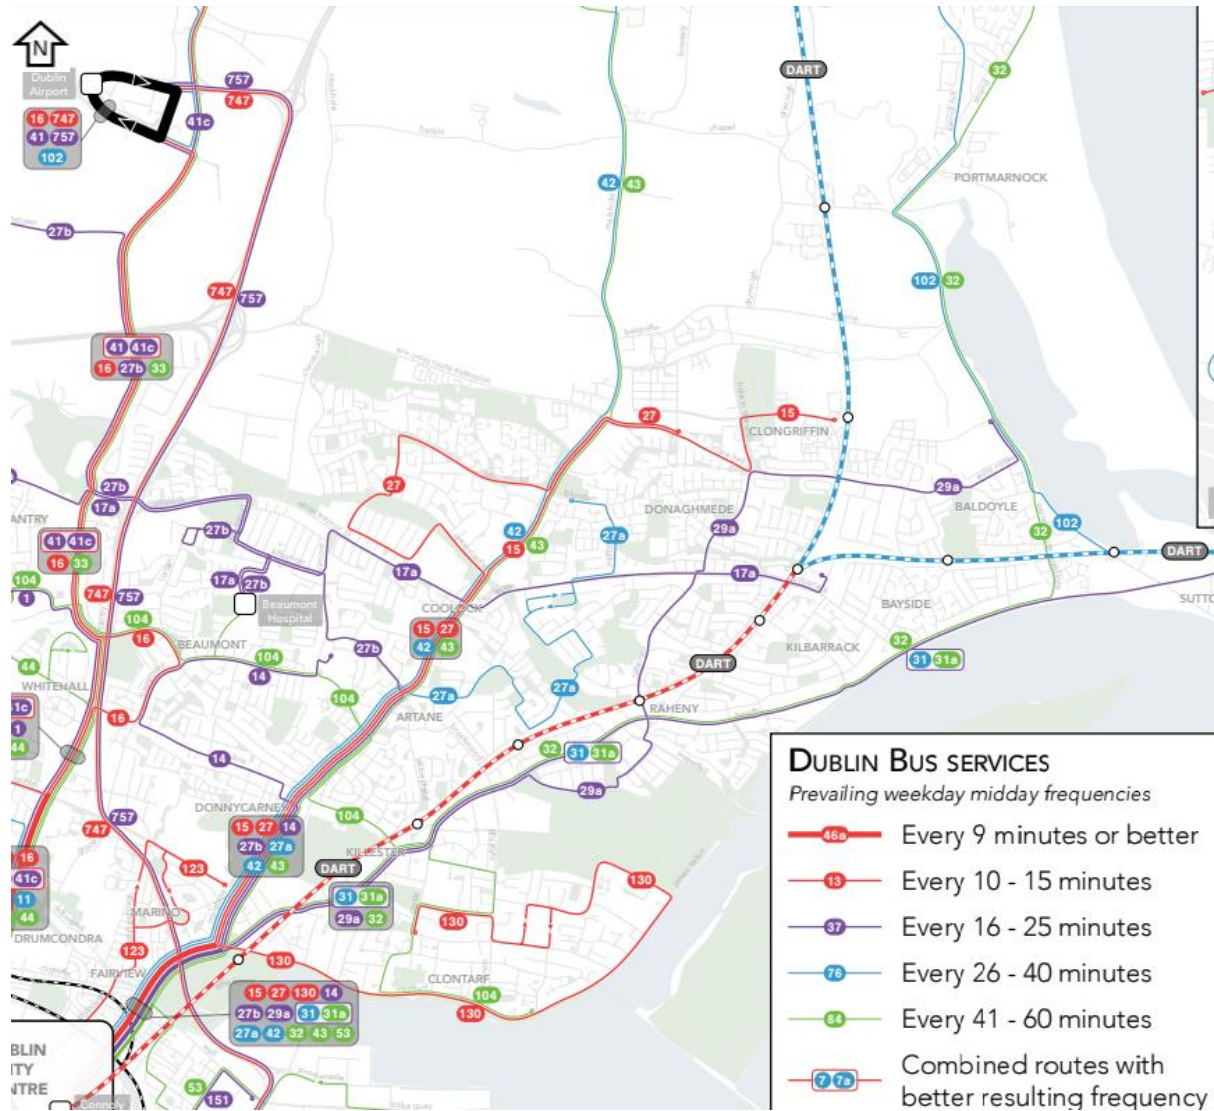 N
Dublin
Airport
16 747
41 757
102
757
747
41c
DART
32
chapel
42 43
PORTMARNOCK
27b
747 757
102 32
41 41c
16 27b 33
balgriffin
27
15
CLONGRIFFIN
27
27b
17a
29a
ANTRY
27b
42
15 43
DONAGHMEDE
27a
29a
BALDOYLE
32
102
DART
41 41c
16 33
104
1
747 757
17a 27b
Beaumont
Hospital
17a
17a
COOLOCK
15 27
42 43
BAYSIDE
SUTTO
104
16
BEAUMONT
104
14
27b
KILBARRACK
32
31 31a
DART
44
WHITEHALL
104
27a
27a
ARTANE
RAHENY
1c
1
44
16
14
32
31 31a
29a
DONNYCARNEY
15 27 14
27b 27a
42 43
104
KILLESTER
DART
757
747
123
31 31a
29a 32
16
41c
11
44
MARINO
DRUMCONDRA
123
FAIRVIEW
130
130
130
CLONTARF
104
130
15 27 130 14
27b 29a 31 31a
27a 42 32 43 53
BLIN
TY
NTRE
Connolly
53
151
DUBLIN BUS SERVICES
Prevailing weekday midday frequencies
46a Every 9 minutes or better
13 Every 10 - 15 minutes
37 Every 16 - 25 minutes
76 Every 26 - 40 minutes
84 Every 41 - 60 minutes
7 7a Combined routes with
better resulting frequency